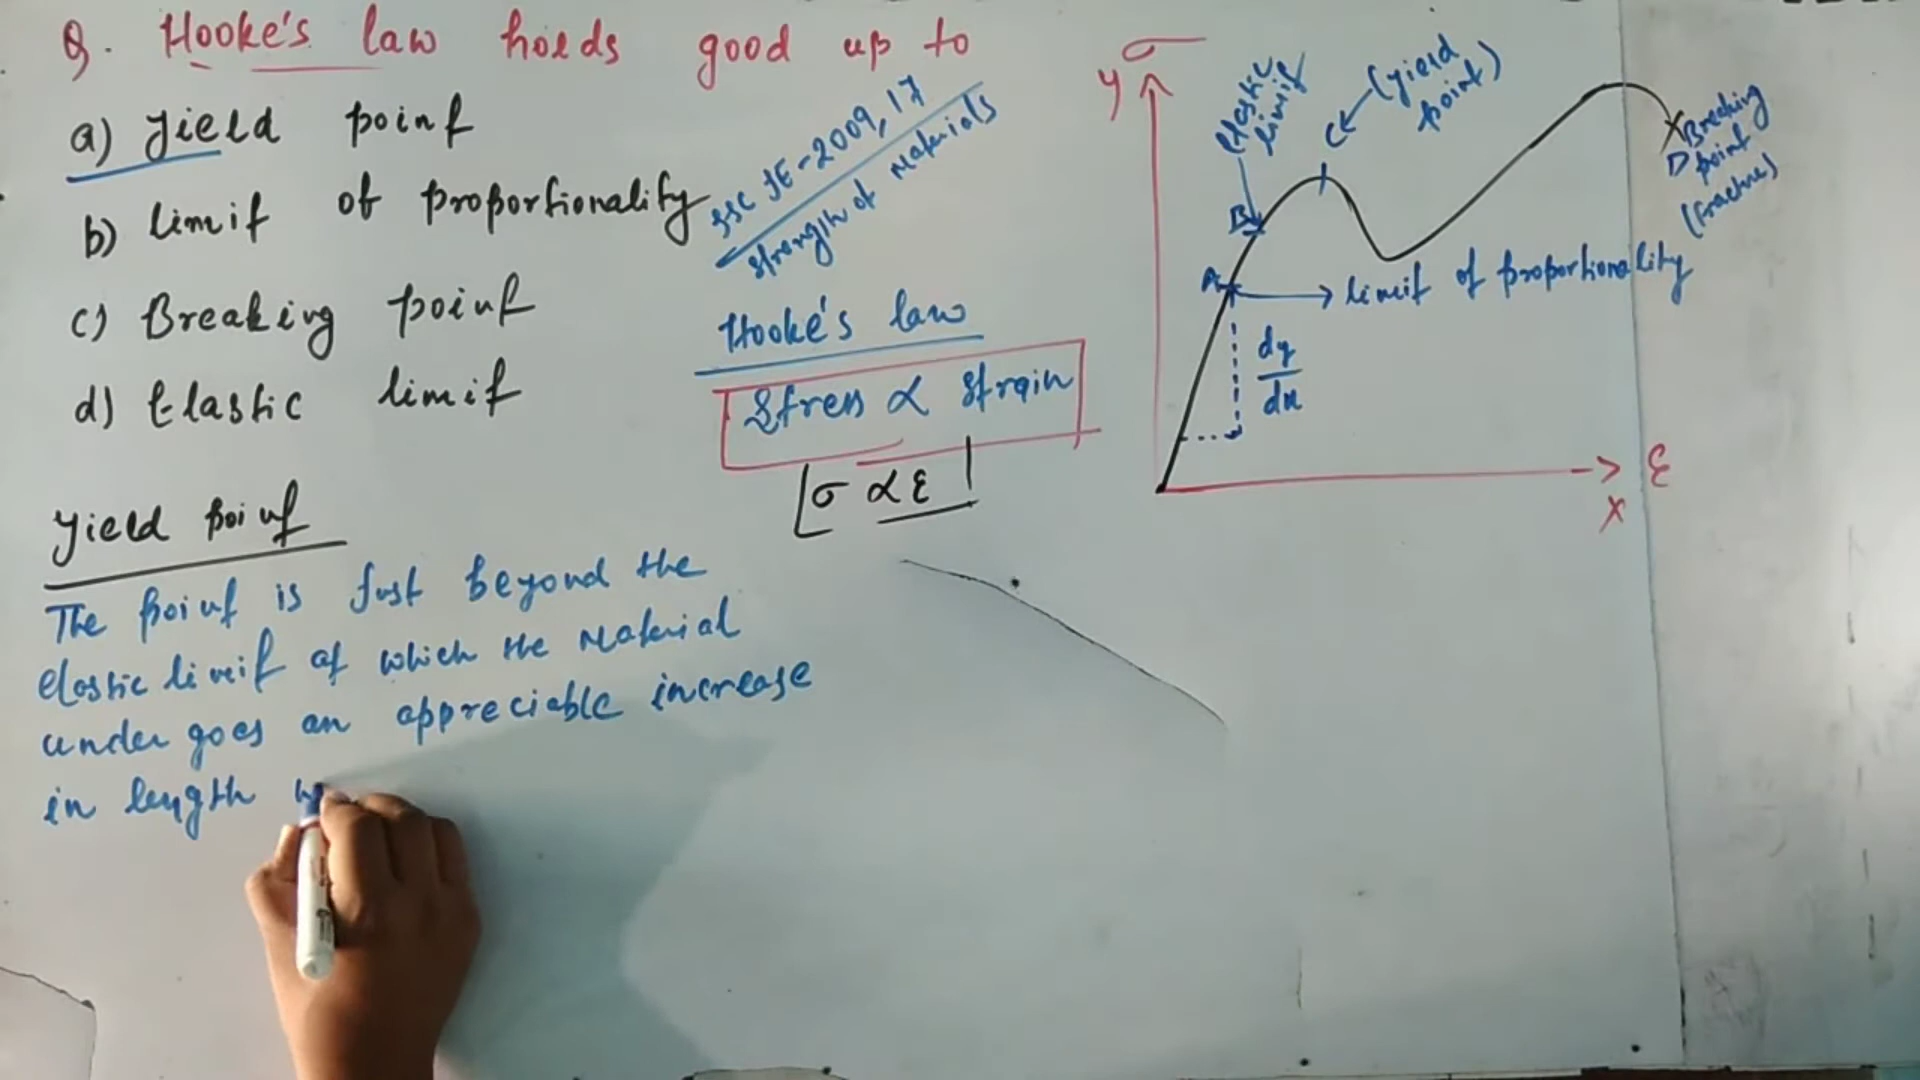 Q. Hooke's law holds good up to
a) Yield point
b) limit of proportionality
c) Breaking point
d) Elastic limit
SSC JE-2009, 17
Strength of Materials
Hooke's law
Stress ∝ Strain
σ ∝ ε
Yield point
The point is Just beyond the
elastic limit at which the material
under goes an appreciable increase
in length
σ
y
Elastic
limit
C (yield
point)
Breaking
D point
(fracture)
B
A → limit of proportionality
dy
dx
ε
x